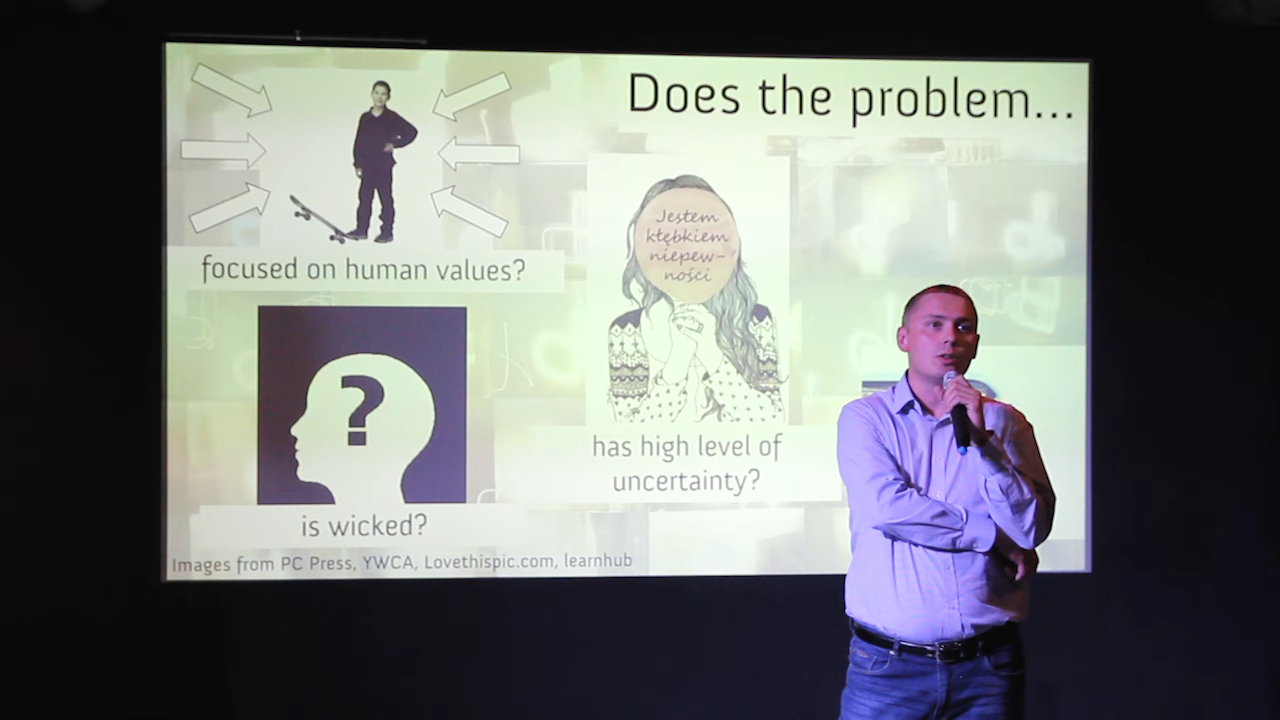 Does the problem...
focused on human values?
Jestem
kłębkiem
niepew-
ności
has high level of
uncertainty?
?
is wicked?
Images from PC Press, YWCA, Lovethispic.com, learnhub